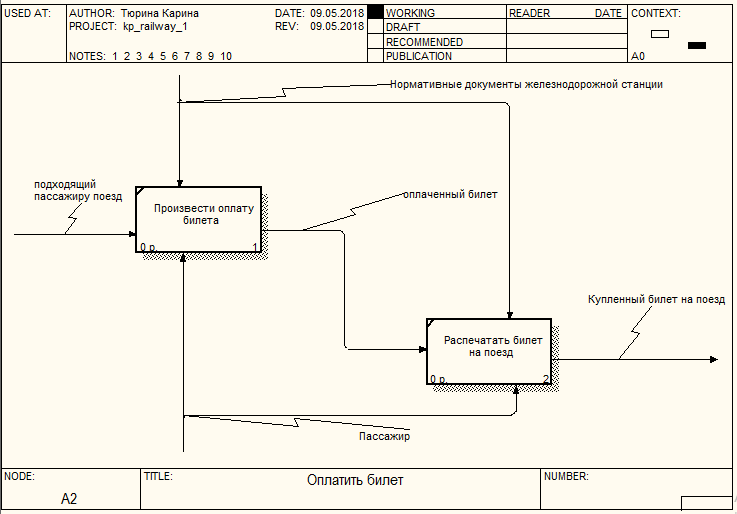 USED AT:
AUTHOR: Тюрина Карина
DATE: 09.05.2018
PROJECT: kp_railway_1
REV: 09.05.2018
NOTES: 1 2 3 4 5 6 7 8 9 10
WORKING
DRAFT
RECOMMENDED
PUBLICATION
READER
DATE
CONTEXT:
A0
Нормативные документы железнодорожной станции
подходящий
пассажиру поезд
Произвести оплату
билета
0 р.
1
оплаченный билет
Купленный билет на поезд
Распечатать билет
на поезд
0 р.
2
Пассажир
NODE:
A2
TITLE:
Оплатить билет
NUMBER: